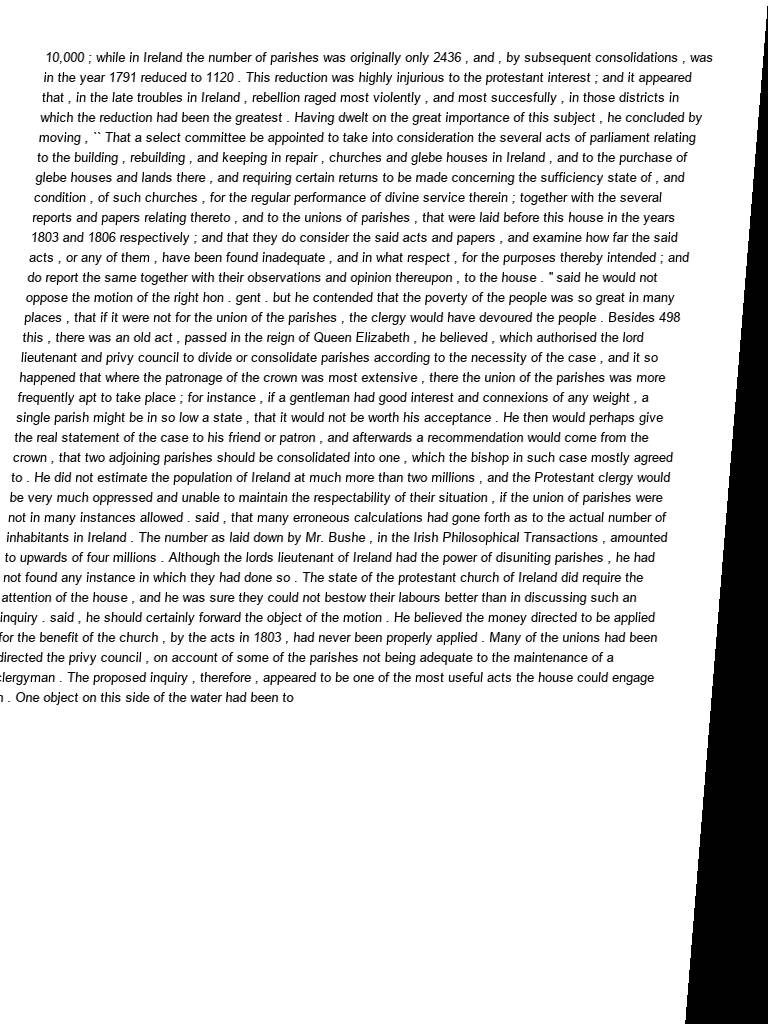 10,000 ; while in Ireland the number of parishes was originally only 2436 , and , by subsequent consolidations , was
in the year 1791 reduced to 1120 . This reduction was highly injurious to the protestant interest ; and it appeared
that , in the late troubles in Ireland , rebellion raged most violently , and most succesfully , in those districts in
which the reduction had been the greatest . Having dwelt on the great importance of this subject , he concluded by
moving , `` That a select committee be appointed to take into consideration the several acts of parliament relating
to the building , rebuilding , and keeping in repair , churches and glebe houses in Ireland , and to the purchase of
glebe houses and lands there , and requiring certain returns to be made concerning the sufficiency state of , and
condition , of such churches , for the regular performance of divine service therein ; together with the several
reports and papers relating thereto , and to the unions of parishes , that were laid before this house in the years
1803 and 1806 respectively ; and that they do consider the said acts and papers , and examine how far the said
acts , or any of them , have been found inadequate , and in what respect , for the purposes thereby intended ; and
do report the same together with their observations and opinion thereupon , to the house . " said he would not
oppose the motion of the right hon . gent . but he contended that the poverty of the people was so great in many
places , that if it were not for the union of the parishes , the clergy would have devoured the people . Besides 498
this , there was an old act , passed in the reign of Queen Elizabeth , he believed , which authorised the lord
lieutenant and privy council to divide or consolidate parishes according to the necessity of the case , and it so
happened that where the patronage of the crown was most extensive , there the union of the parishes was more
frequently apt to take place ; for instance , if a gentleman had good interest and connexions of any weight , a
single parish might be in so low a state , that it would not be worth his acceptance . He then would perhaps give
the real statement of the case to his friend or patron , and afterwards a recommendation would come from the
crown , that two adjoining parishes should be consolidated into one , which the bishop in such case mostly agreed
to . He did not estimate the population of Ireland at much more than two millions , and the Protestant clergy would
be very much oppressed and unable to maintain the respectability of their situation , if the union of parishes were
not in many instances allowed . said , that many erroneous calculations had gone forth as to the actual number of
inhabitants in Ireland . The number as laid down by Mr. Bushe , in the Irish Philosophical Transactions , amounted
to upwards of four millions . Although the lords lieutenant of Ireland had the power of disuniting parishes , he had
not found any instance in which they had done so . The state of the protestant church of Ireland did require the
attention of the house , and he was sure they could not bestow their labours better than in discussing such an
inquiry . said , he should certainly forward the object of the motion . He believed the money directed to be applied
for the benefit of the church , by the acts in 1803 , had never been properly applied . Many of the unions had been
directed the privy council , on account of some of the parishes not being adequate to the maintenance of a
clergyman . The proposed inquiry , therefore , appeared to be one of the most useful acts the house could engage
. One object on this side of the water had been to